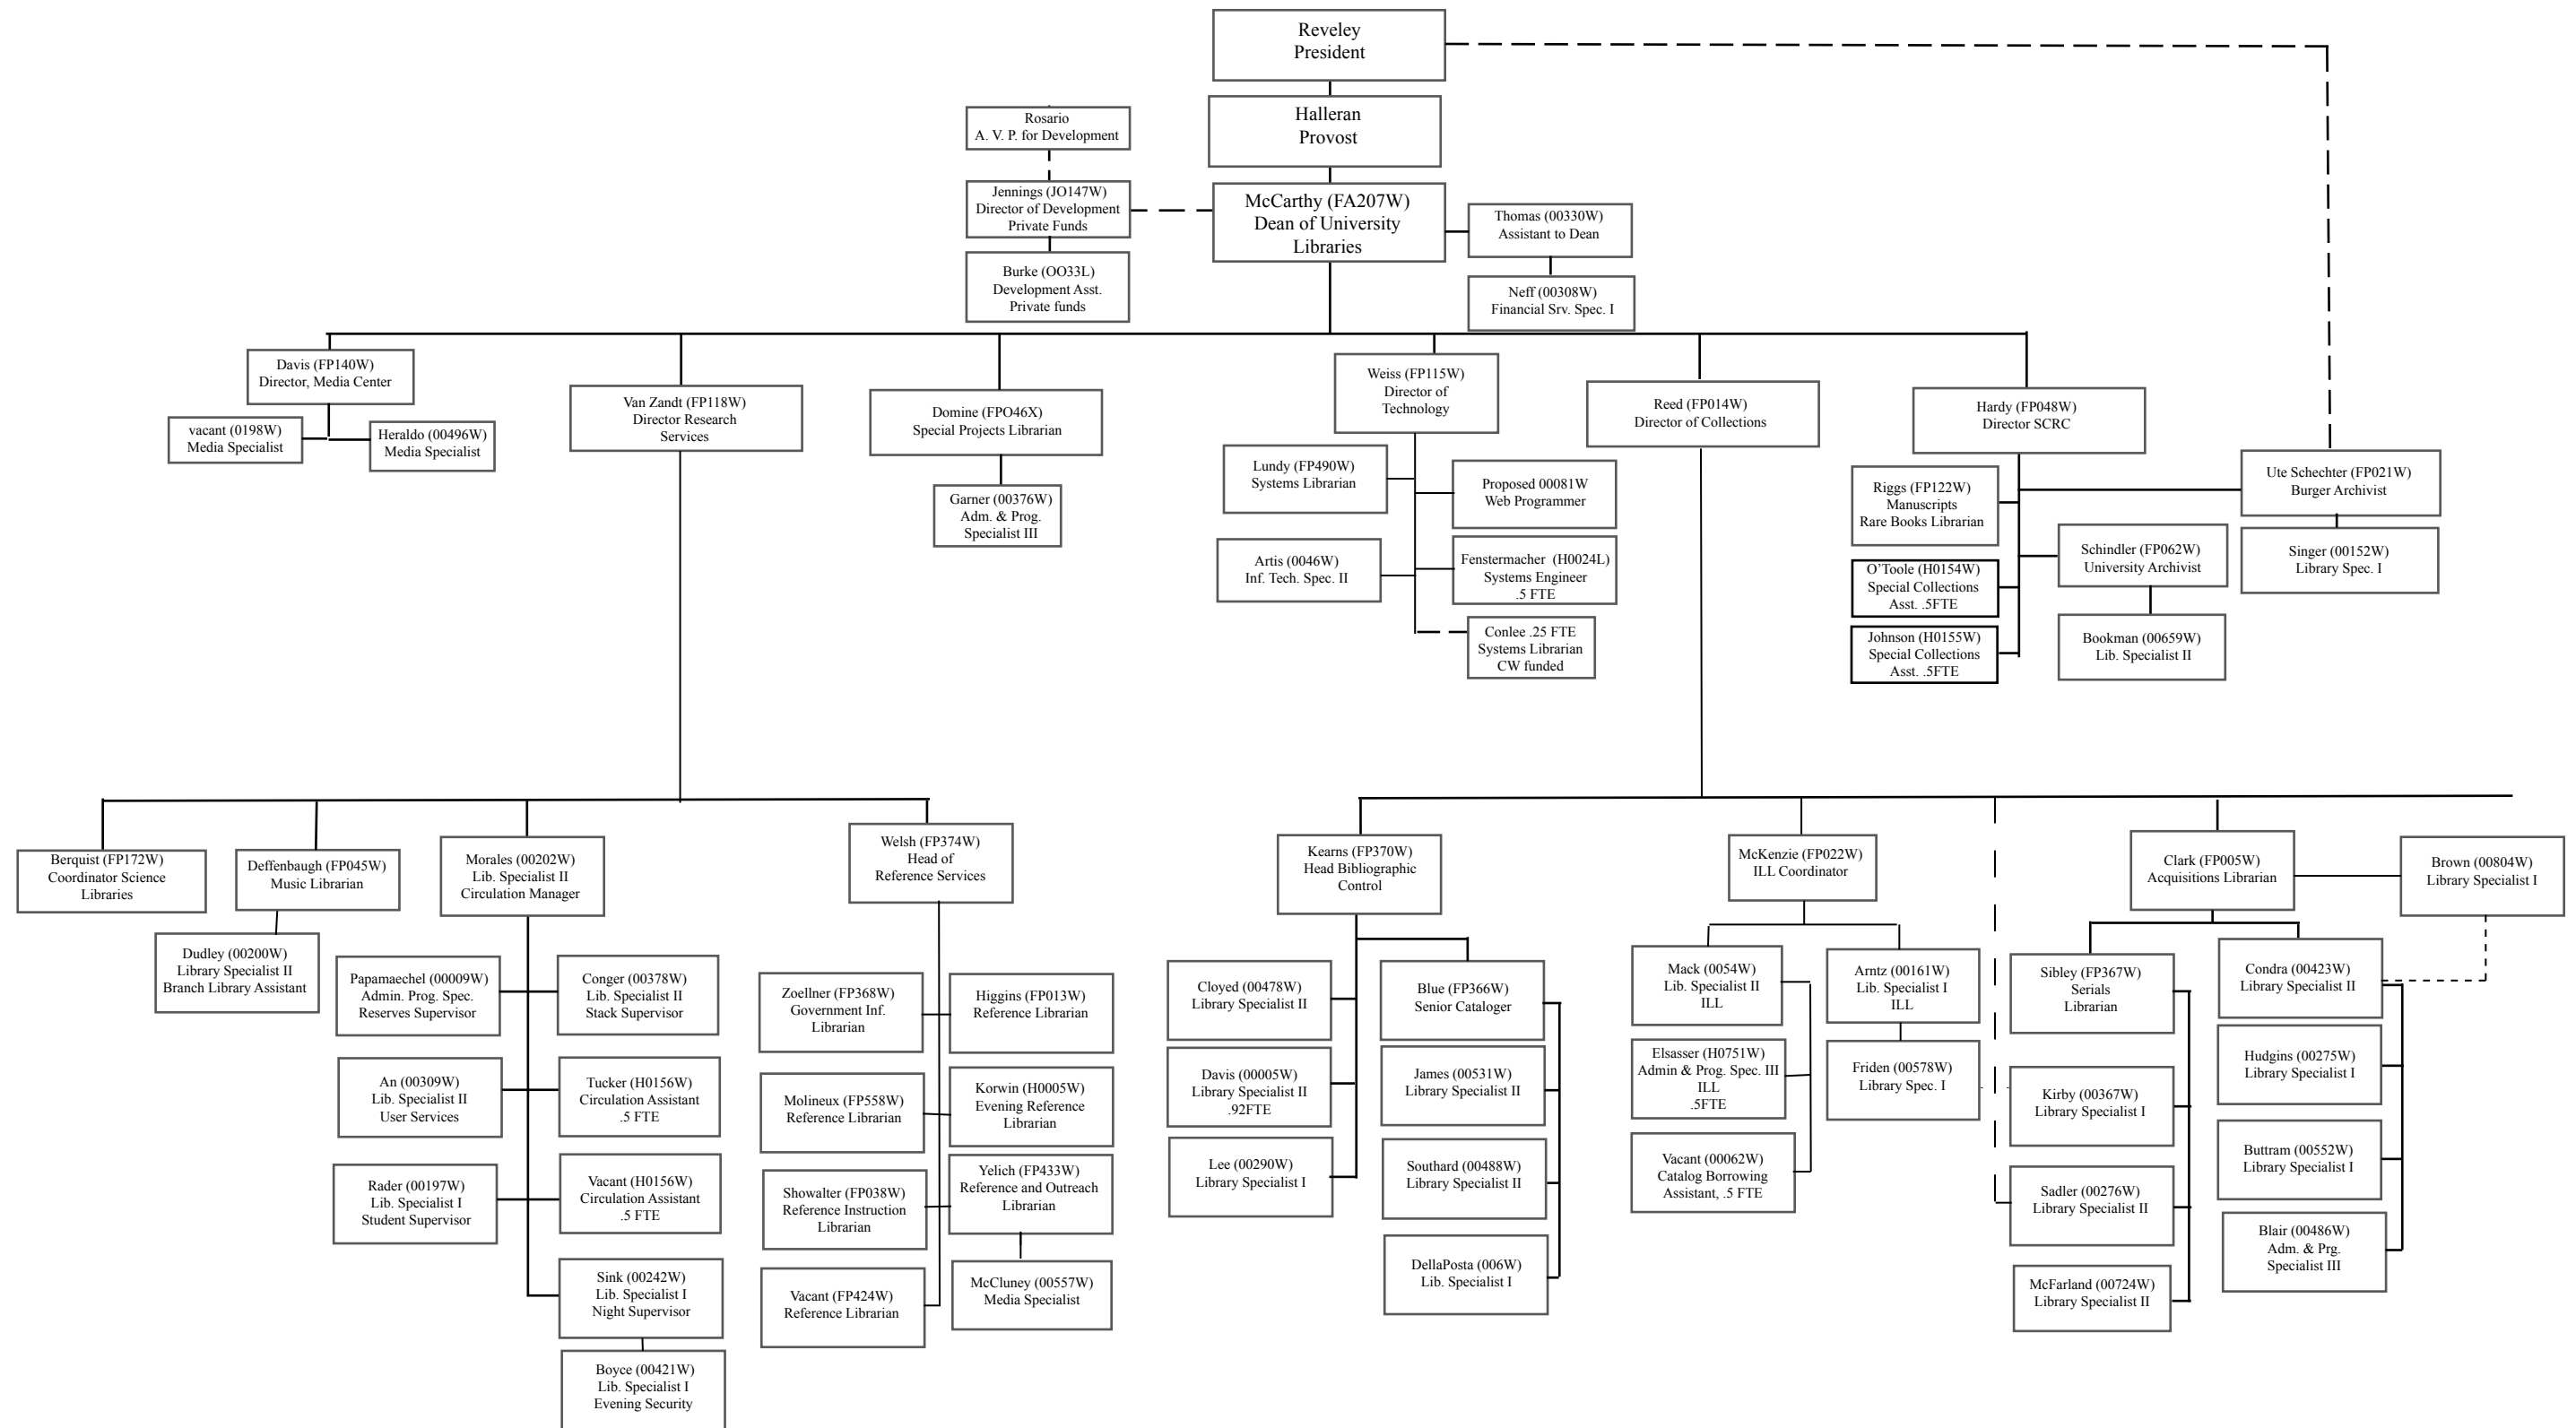 Reveley
President
Halleran
Provost
Rosario
A. V. P. for Development
Jennings (JO147W)
Director of Development
Private Funds
McCarthy (FA207W)
Dean of University
Libraries
Thomas (00330W)
Assistant to Dean
Burke (OO33L)
Development Asst.
Private funds
Neff (00308W)
Financial Srv. Spec. I
Davis (FP140W)
Director, Media Center
vacant (0198W)
Media Specialist
Heraldo (00496W)
Media Specialist
Van Zandt (FP118W)
Director Research
Services
Domine (FPO46X)
Special Projects Librarian
Garner (00376W)
Adm. & Prog.
Specialist III
Weiss (FP115W)
Director of
Technology
Lundy (FP490W)
Systems Librarian
Proposed 00081W
Web Programmer
Artis (0046W)
Inf. Tech. Spec. II
Fenstermacher (H0024L)
Systems Engineer
.5 FTE
Conlee .25 FTE
Systems Librarian
CW funded
Reed (FP014W)
Director of Collections
Hardy (FP048W)
Director SCRC
Riggs (FP122W)
Manuscripts
Rare Books Librarian
Ute Schechter (FP021W)
Burger Archivist
Singer (00152W)
Library Spec. I
Schindler (FP062W)
University Archivist
O'Toole (H0154W)
Special Collections
Asst. .5FTE
Bookman (00659W)
Lib. Specialist II
Johnson (H0155W)
Special Collections
Asst. .5FTE
Berquist (FP172W)
Coordinator Science
Libraries
Deffenbaugh (FP045W)
Music Librarian
Dudley (00200W)
Library Specialist II
Branch Library Assistant
Morales (00202W)
Lib. Specialist II
Circulation Manager
Papamaechel (00009W)
Admin. Prog. Spec.
Reserves Supervisor
Conger (00378W)
Lib. Specialist II
Stack Supervisor
An (00309W)
Lib. Specialist II
User Services
Tucker (H0156W)
Circulation Assistant
.5 FTE
Rader (00197W)
Lib. Specialist I
Student Supervisor
Vacant (H0156W)
Circulation Assistant
.5 FTE
Sink (00242W)
Lib. Specialist I
Night Supervisor
Boyce (00421W)
Lib. Specialist I
Evening Security
Welsh (FP374W)
Head of
Reference Services
Zoellner (FP368W)
Government Inf.
Librarian
Higgins (FP013W)
Reference Librarian
Molineux (FP558W)
Reference Librarian
Korwin (H0005W)
Evening Reference
Librarian
Showalter (FP038W)
Reference Instruction
Librarian
Yelich (FP433W)
Reference and Outreach
Librarian
Vacant (FP424W)
Reference Librarian
McCluney (00557W)
Media Specialist
Kearns (FP370W)
Head Bibliographic
Control
Cloyed (00478W)
Library Specialist II
Blue (FP366W)
Senior Cataloger
Davis (00005W)
Library Specialist II
.92FTE
James (00531W)
Library Specialist II
Lee (00290W)
Library Specialist I
Southard (00488W)
Library Specialist II
DellaPosta (006W)
Lib. Specialist I
McKenzie (FP022W)
ILL Coordinator
Mack (0054W)
Lib. Specialist II
ILL
Arntz (00161W)
Lib. Specialist I
ILL
Elsasser (H0751W)
Admin & Prog. Spec. III
ILL
.5FTE
Friden (00578W)
Library Spec. I
Vacant (00062W)
Catalog Borrowing
Assistant, .5 FTE
Clark (FP005W)
Acquisitions Librarian
Brown (00804W)
Library Specialist I
Sibley (FP367W)
Serials
Librarian
Condra (00423W)
Library Specialist II
Kirby (00367W)
Library Specialist I
Hudgins (00275W)
Library Specialist I
Sadler (00276W)
Library Specialist II
Buttram (00552W)
Library Specialist I
McFarland (00724W)
Library Specialist II
Blair (00486W)
Adm. & Prg.
Specialist III